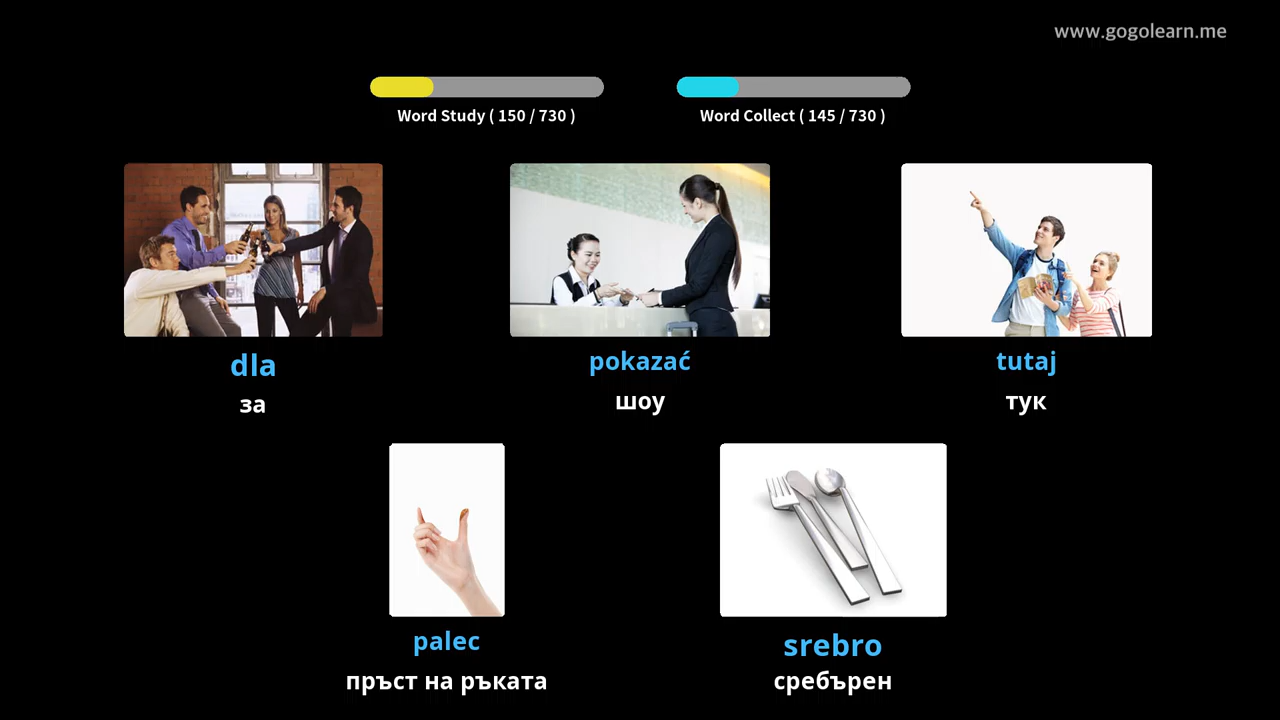 www.gogolearn.me
Word Study ( 150 / 730 )
Word Collect ( 145 / 730 )
dla
за
pokazać
шоу
tutaj
тук
palec
пръст на ръката
srebro
сребърен